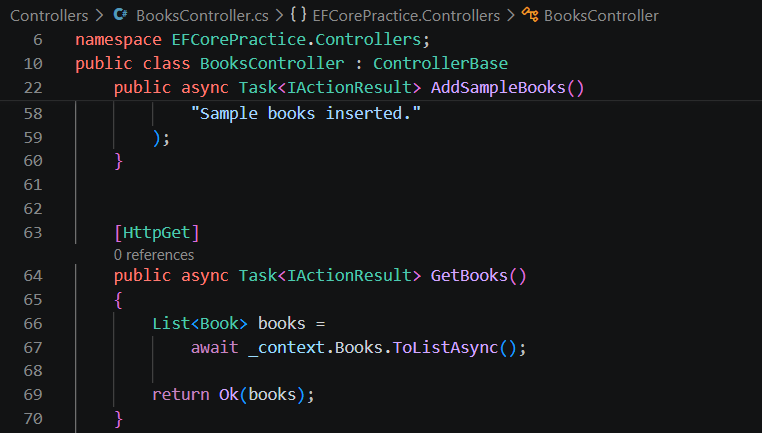 Controllers > BooksController.cs > {} EFCorePractice.Controllers > BooksController
6 namespace EFCorePractice.Controllers;
10 public class BooksController : ControllerBase
22 public async Task<IActionResult> AddSampleBooks()
58 "Sample books inserted."
59 );
60 }
61
62
63 [HttpGet]
0 references
64 public async Task<IActionResult> GetBooks()
65 {
66 List<Book> books =
67 await _context.Books.ToListAsync();
68
69 return Ok(books);
70 }